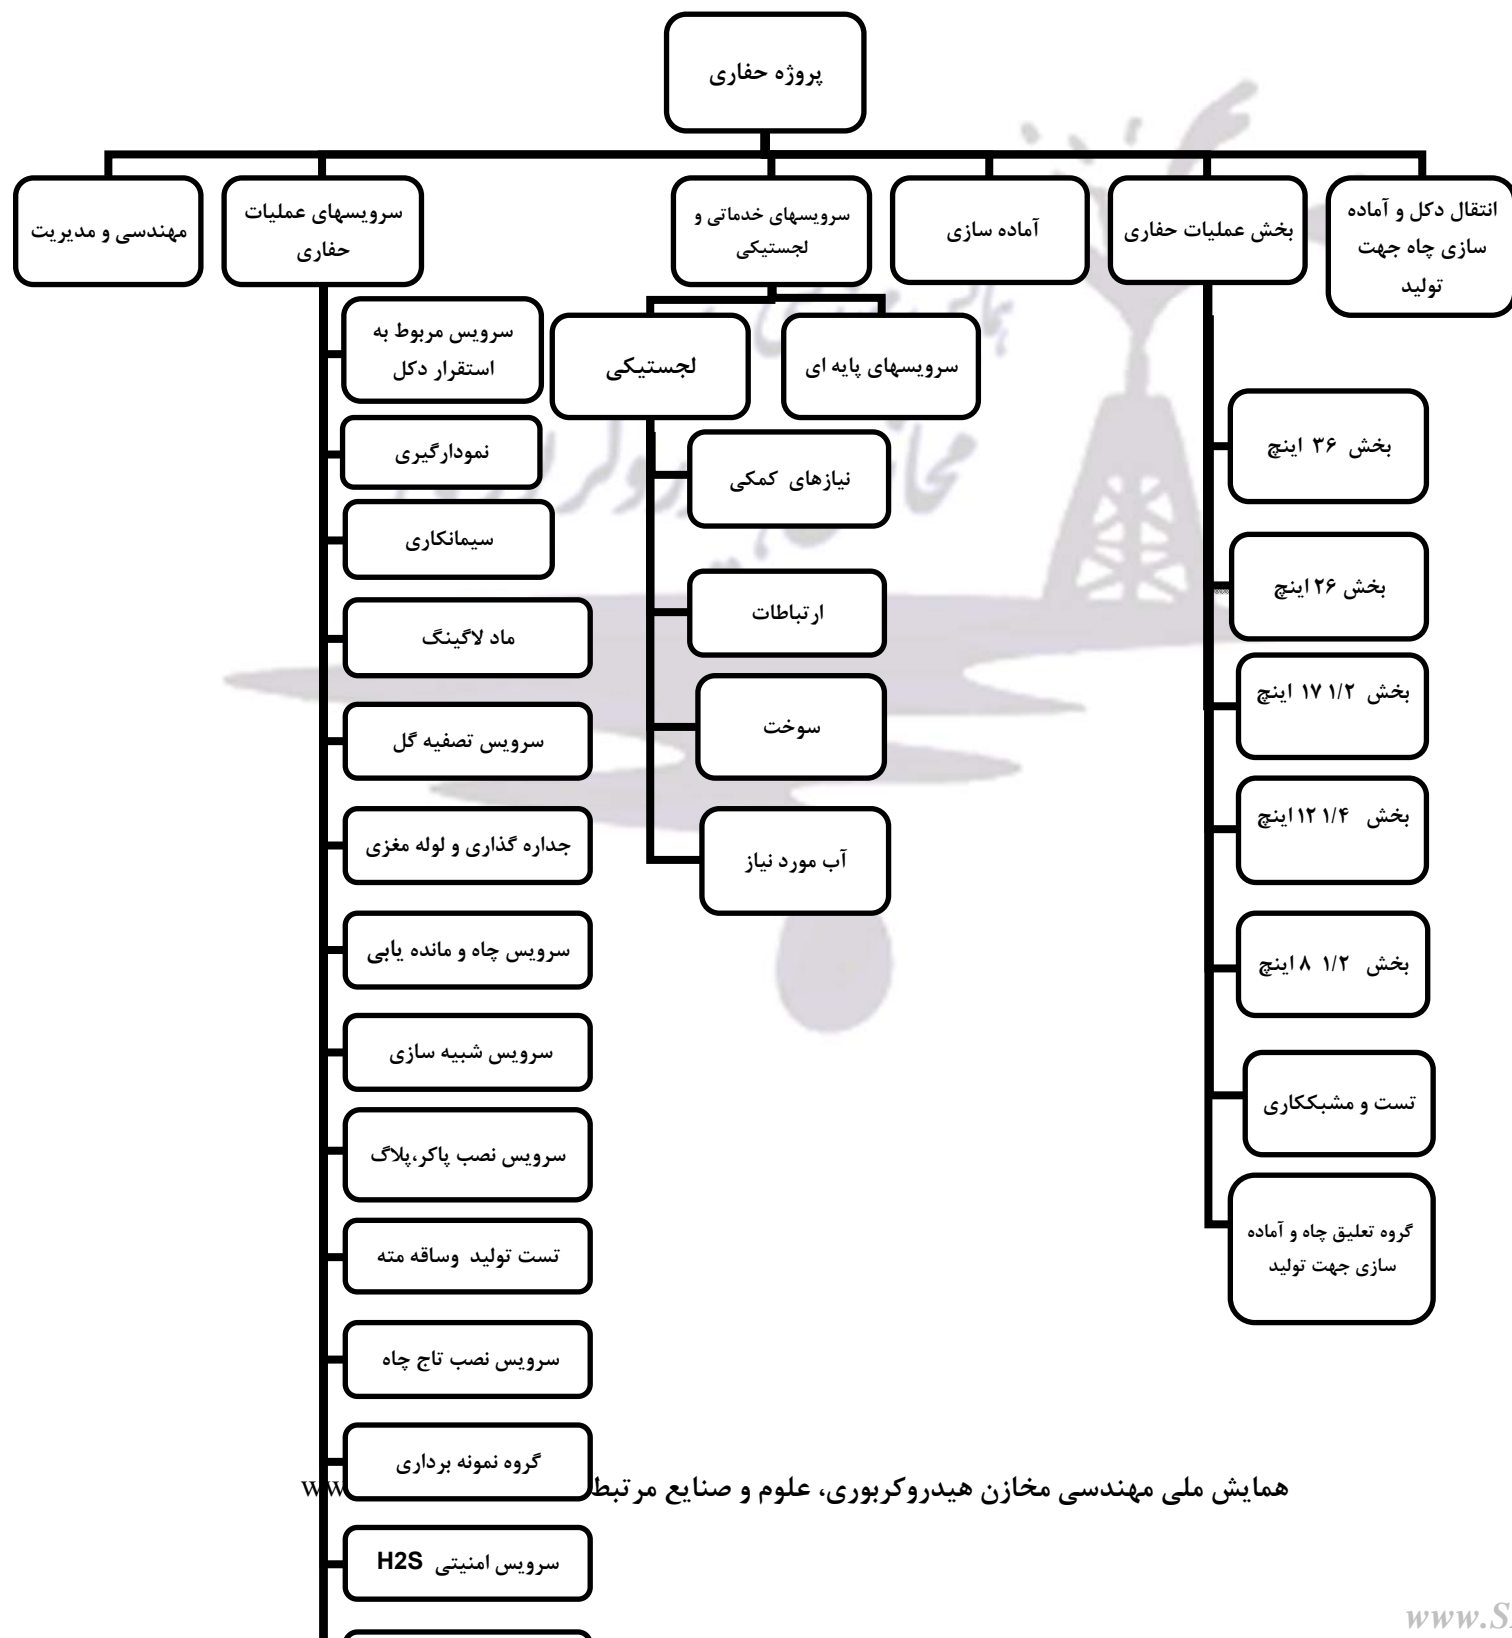 پروژه حفاری
انتقال دکل و آماده
سازی چاه جهت
تولید
بخش عملیات حفاری
آماده سازی
سرویسهای خدماتی و
لجستیکی
سرویسهای عملیات
حفاری
مهندسی و مدیریت
بخش ۳۶ اینچ
بخش ۲۶ اینچ
بخش ۱۷ ۱/۲ اینچ
بخش ۱۲ ۱/۴ اینچ
بخش ۸ ۱/۲ اینچ
تست و مشبککاری
گروه تعلیق چاه و آماده
سازی جهت تولید
سرویسهای پایه ای
لجستیکی
نیازهای کمکی
ارتباطات
سوخت
آب مورد نیاز
سرویس مربوط به
استقرار دکل
نمودارگیری
سیمانکاری
ماد لاگینگ
سرویس تصفیه گل
جداره گذاری و لوله مغزی
سرویس چاه و مانده یابی
سرویس شبیه سازی
سرویس نصب پاکر،پلاگ
تست تولید وساقه مته
سرویس نصب تاج چاه
گروه نمونه برداری
سرویس امنیتی H2S
همایش ملی مهندسی مخازن هیدروکربوری، علوم و صنایع مرتبط
www.S